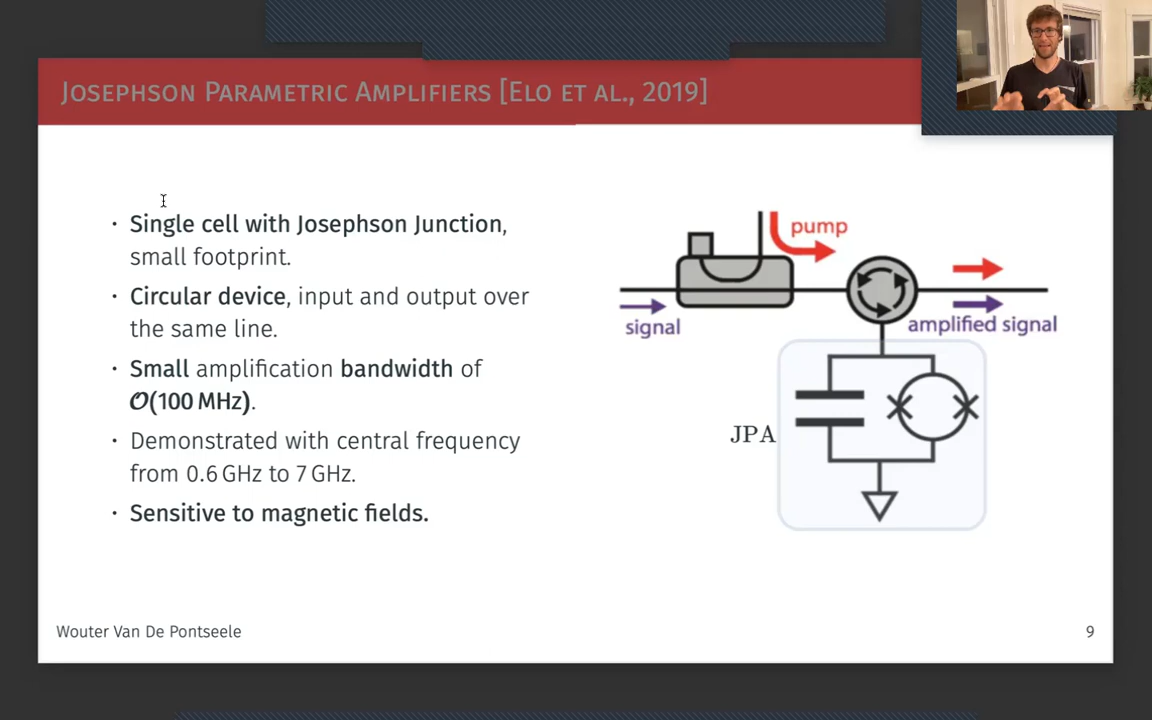 Josephson Parametric Amplifiers [Elo et al., 2019]
• Single cell with Josephson Junction,
small footprint.
• Circular device, input and output over
the same line.
• Small amplification bandwidth of
𝒪(100 MHz).
• Demonstrated with central frequency
from 0.6 GHz to 7 GHz.
• Sensitive to magnetic fields.
pump
signal
amplified signal
JPA
Wouter Van De Pontseele
9